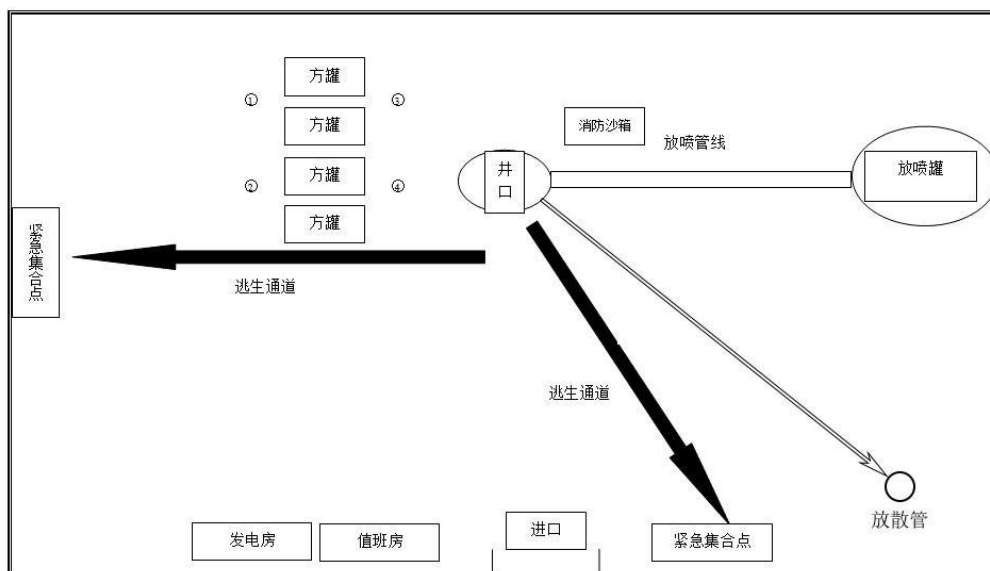 方罐
①
③
方罐
消防沙箱
放喷管线
井口
放喷罐
方罐
②
④
方罐
紧急集合点
逃生通道
逃生通道
放散管
发电房
值班房
进口
紧急集合点